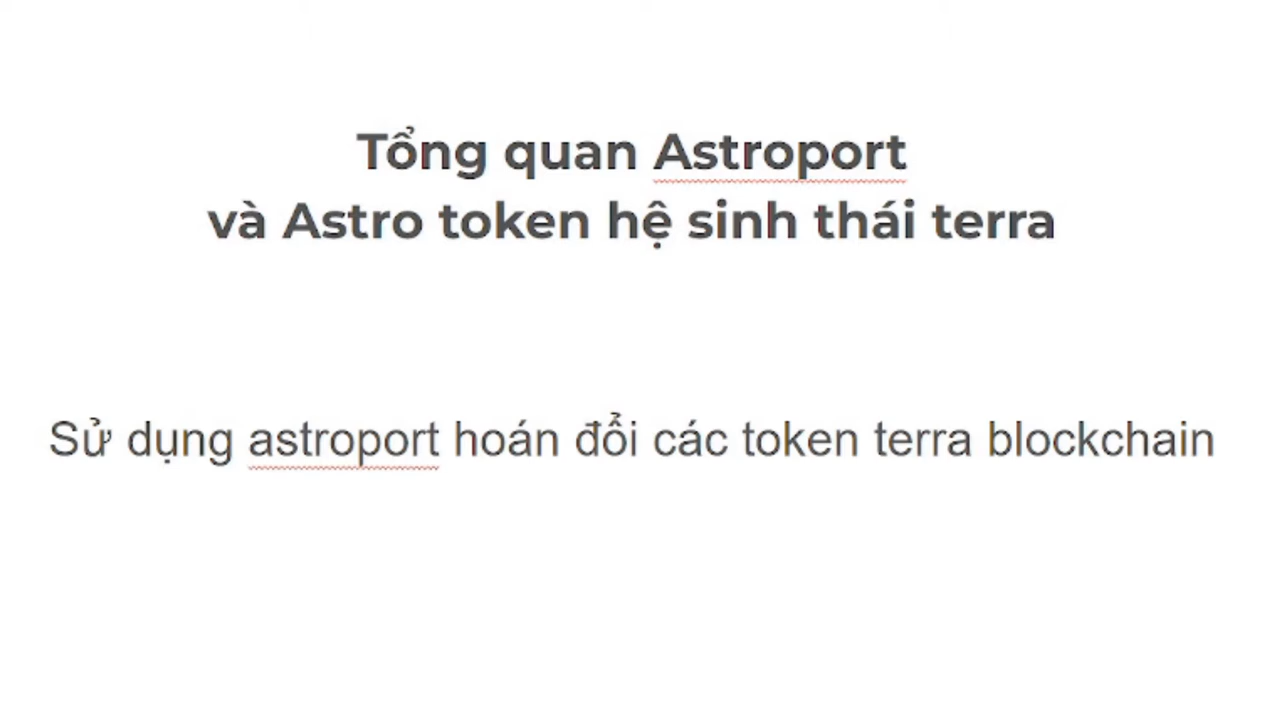 Tổng quan Astroport
và Astro token hệ sinh thái terra
Sử dụng astroport hoán đổi các token terra blockchain